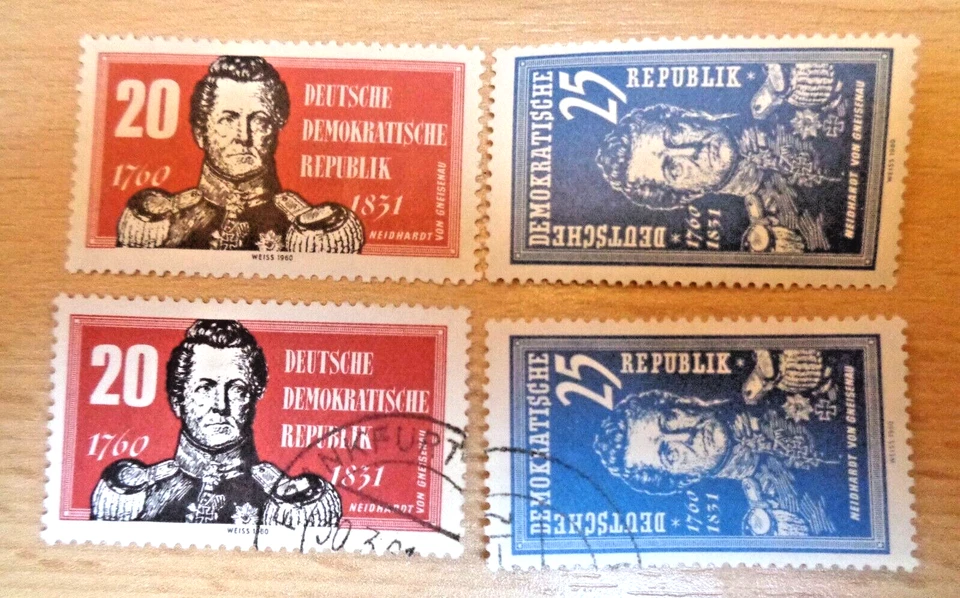 20
DEUTSCHE
DEMOKRATISCHE
REPUBLIK
1760
1831
NEIDHARDT
VON GNEISENAU
WEISS 1960
25
REPUBLIK
DEMOKRATISCHE
DEUTSCHE
1760
1831
NEIDHARDT VON GNEISENAU
WEISS 1960
20
DEUTSCHE
DEMOKRATISCHE
REPUBLIK
1760
1831
NEIDHARDT
VON GNEISENAU
WEISS 1960
25
REPUBLIK
DEMOKRATISCHE
DEUTSCHE
1760
1831
NEIDHARDT VON GNEISENAU
WEISS 1960